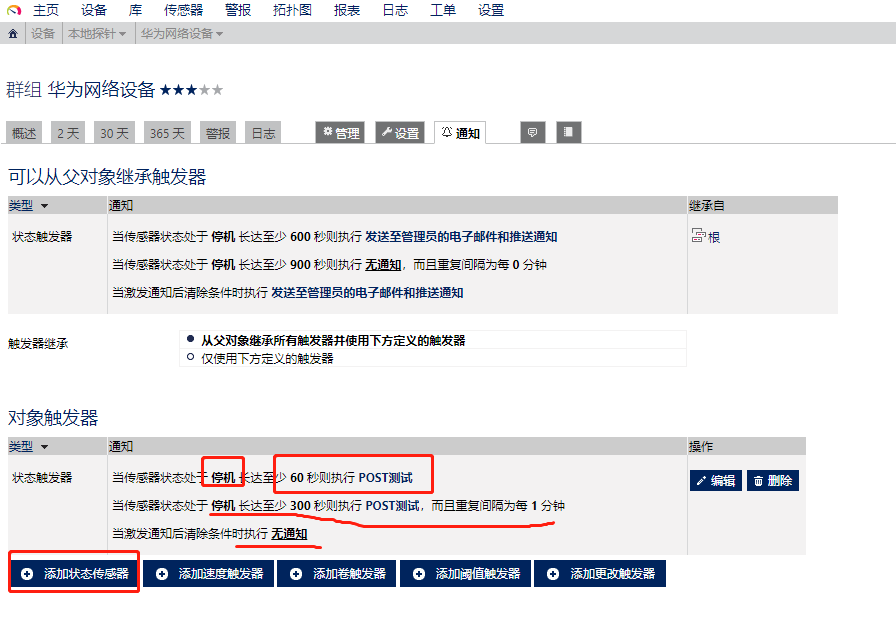 主页 设备 库 传感器 警报 拓扑图 报表 日志 工单 设置
设备 本地探针 华为网络设备
群组 华为网络设备
概述 2 天 30 天 365 天 警报 日志 管理 设置 通知
可以从父对象继承触发器
类型 通知 继承自
状态触发器 当传感器状态处于 停机 长达至少 600 秒则执行 发送至管理员的电子邮件和推送通知 根
当传感器状态处于 停机 长达至少 900 秒则执行 无通知，而且重复间隔为每 0 分钟
当激发通知后清除条件时执行 发送至管理员的电子邮件和推送通知
触发器继承 从父对象继承所有触发器并使用下方定义的触发器
仅使用下方定义的触发器
对象触发器
类型 通知 操作
状态触发器 当传感器状态处于 停机 长达至少 60 秒则执行 POST测试 编辑 删除
当传感器状态处于 停机 长达至少 300 秒则执行 POST测试，而且重复间隔为每 1 分钟
当激发通知后清除条件时执行 无通知
添加状态传感器 添加速度触发器 添加卷触发器 添加阈值触发器 添加更改触发器